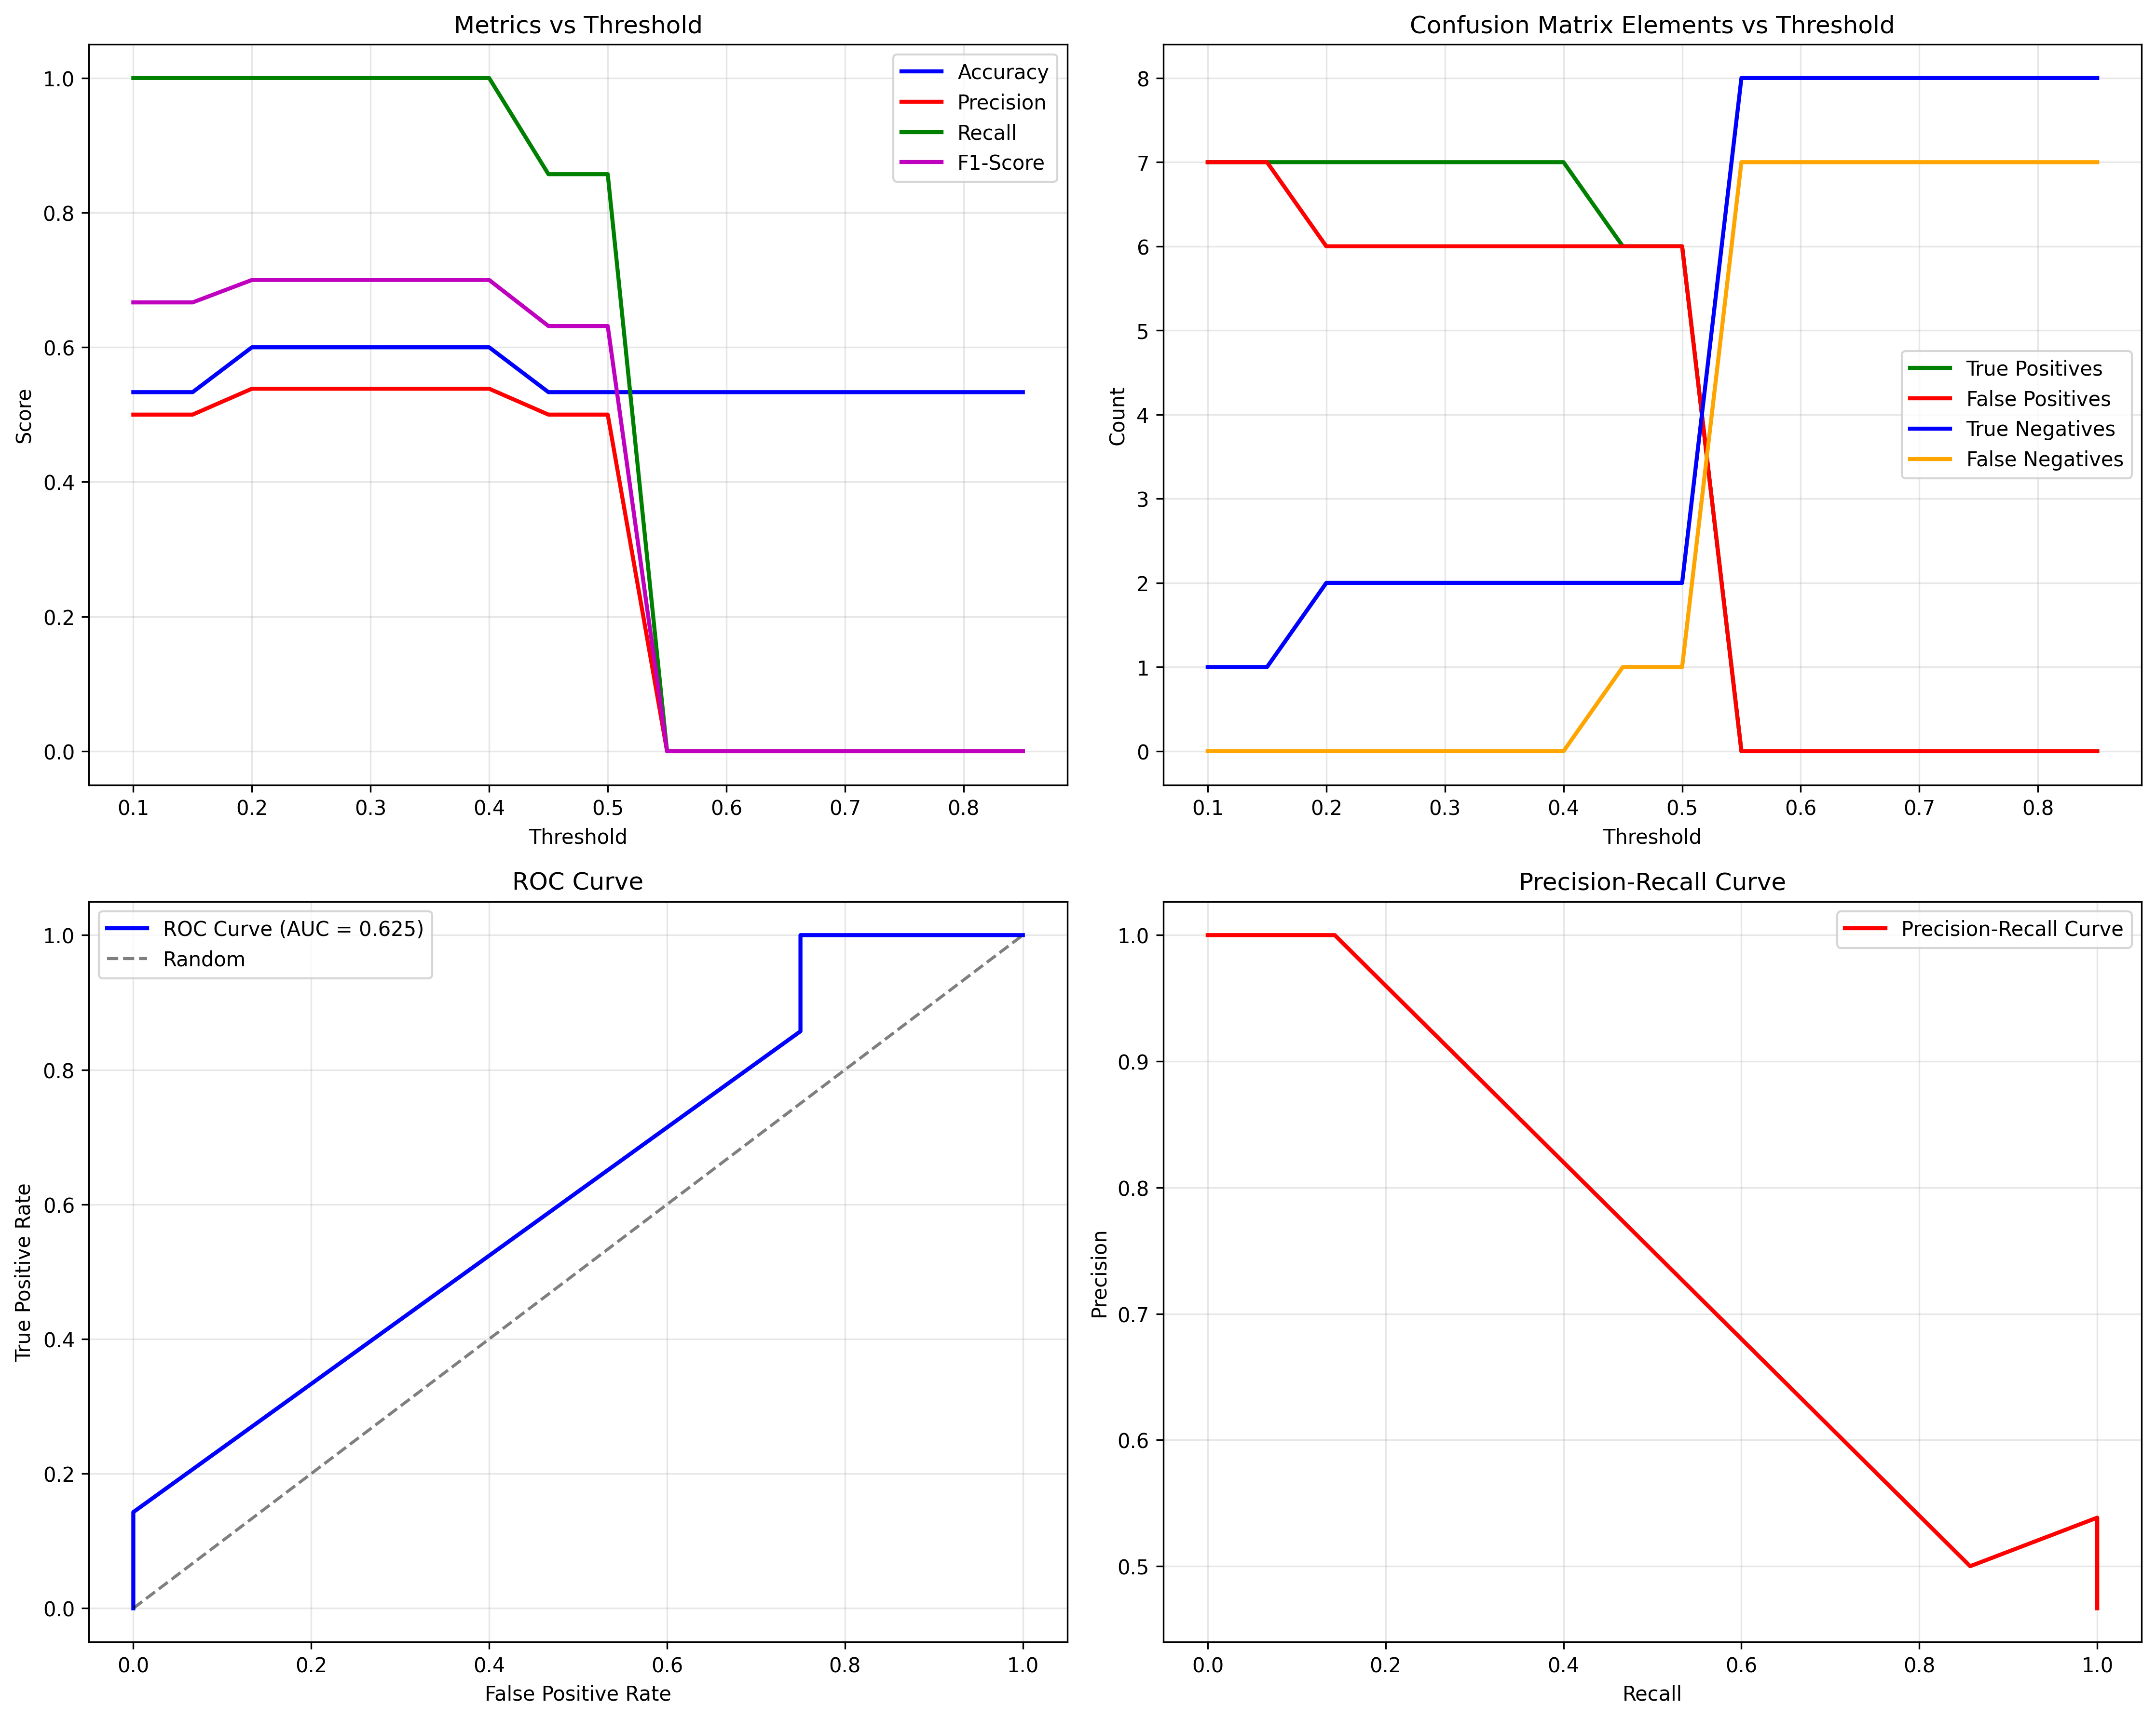 Metrics vs Threshold
Score
1.0
0.8
0.6
0.4
0.2
0.0
Accuracy
Precision
Recall
F1-Score
0.1 0.2 0.3 0.4 0.5 0.6 0.7 0.8
Threshold
Confusion Matrix Elements vs Threshold
Count
8
7
6
5
4
3
2
1
0
True Positives
False Positives
True Negatives
False Negatives
0.1 0.2 0.3 0.4 0.5 0.6 0.7 0.8
Threshold
ROC Curve
True Positive Rate
1.0
0.8
0.6
0.4
0.2
0.0
ROC Curve (AUC = 0.625)
Random
0.0 0.2 0.4 0.6 0.8 1.0
False Positive Rate
Precision-Recall Curve
Precision
1.0
0.9
0.8
0.7
0.6
0.5
Precision-Recall Curve
0.0 0.2 0.4 0.6 0.8 1.0
Recall